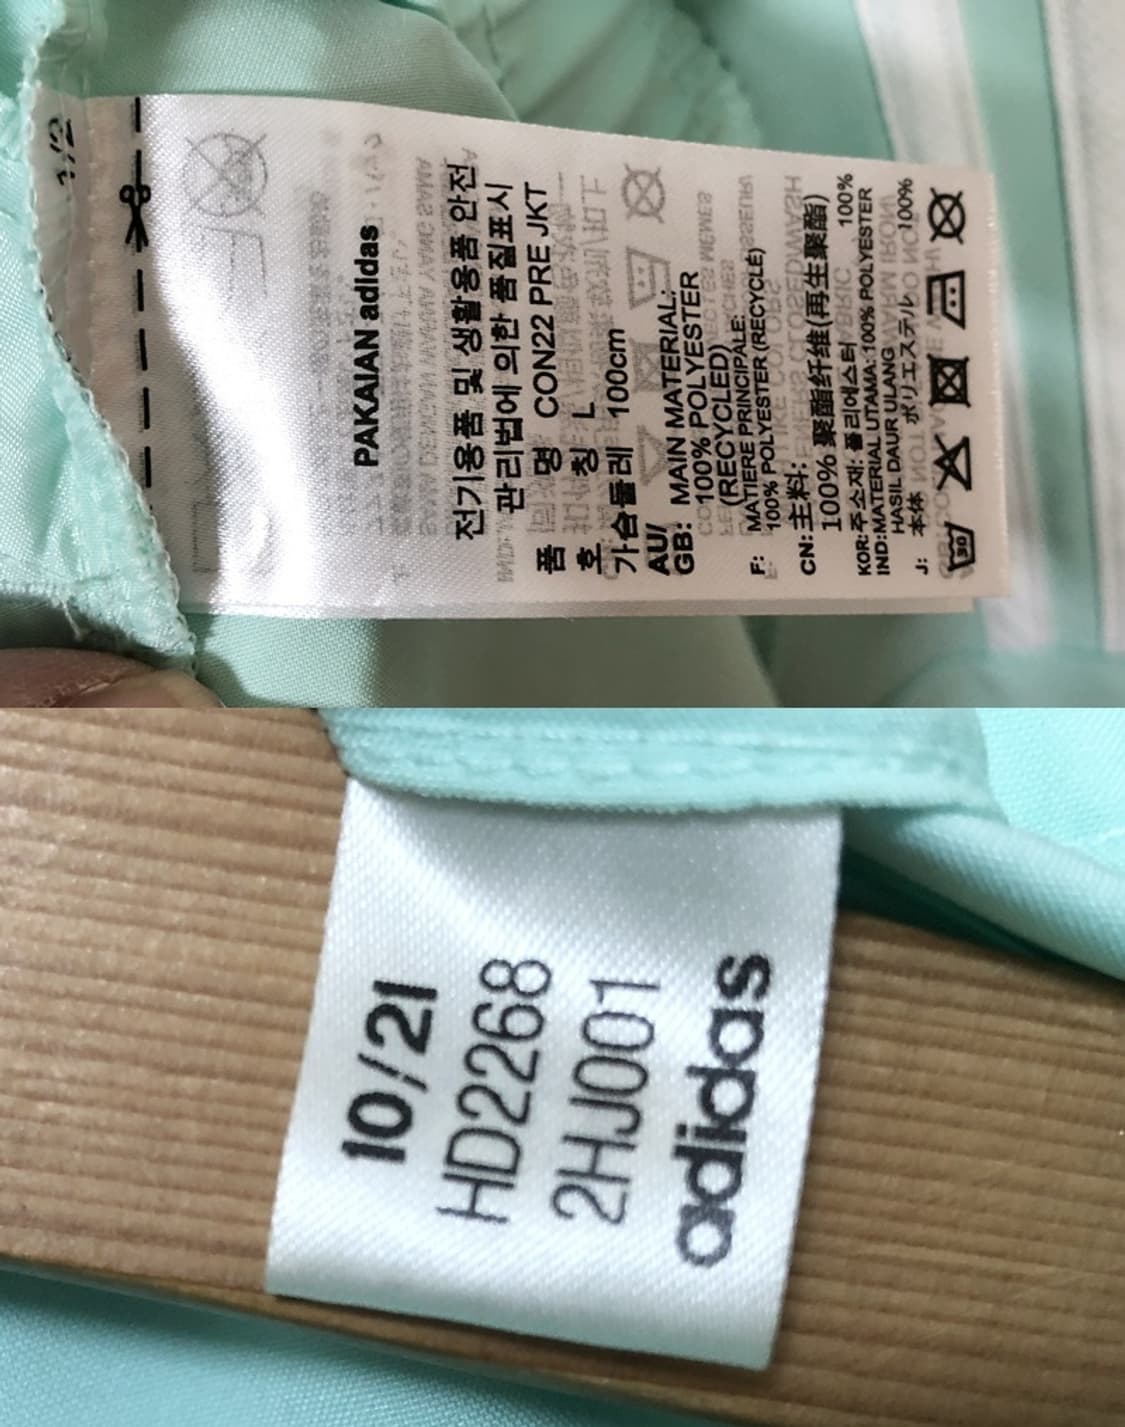 1/2
PAKAIAN adidas
전기용품 및 생활용품 안전
관리법에 의한 품질표시
품 명 CON22 PRE JKT
호 칭 L
가슴둘레 100cm
AU/
GB: MAIN MATERIAL:
100% POLYESTER
(RECYCLED)
F: MATIERE PRINCIPALE:
100% POLYESTER (RECYCLE)
CN: 主料:
100% 聚酯纤维(再生聚酯)
KOR: 주소재: 폴리에스터 100%
IND: MATERIAL UTAMA:100% POLYESTER
HASIL DAUR ULANG
J: 本体 ポリエステル 100%
30
10/21
HD2268
2HJ001
adidas